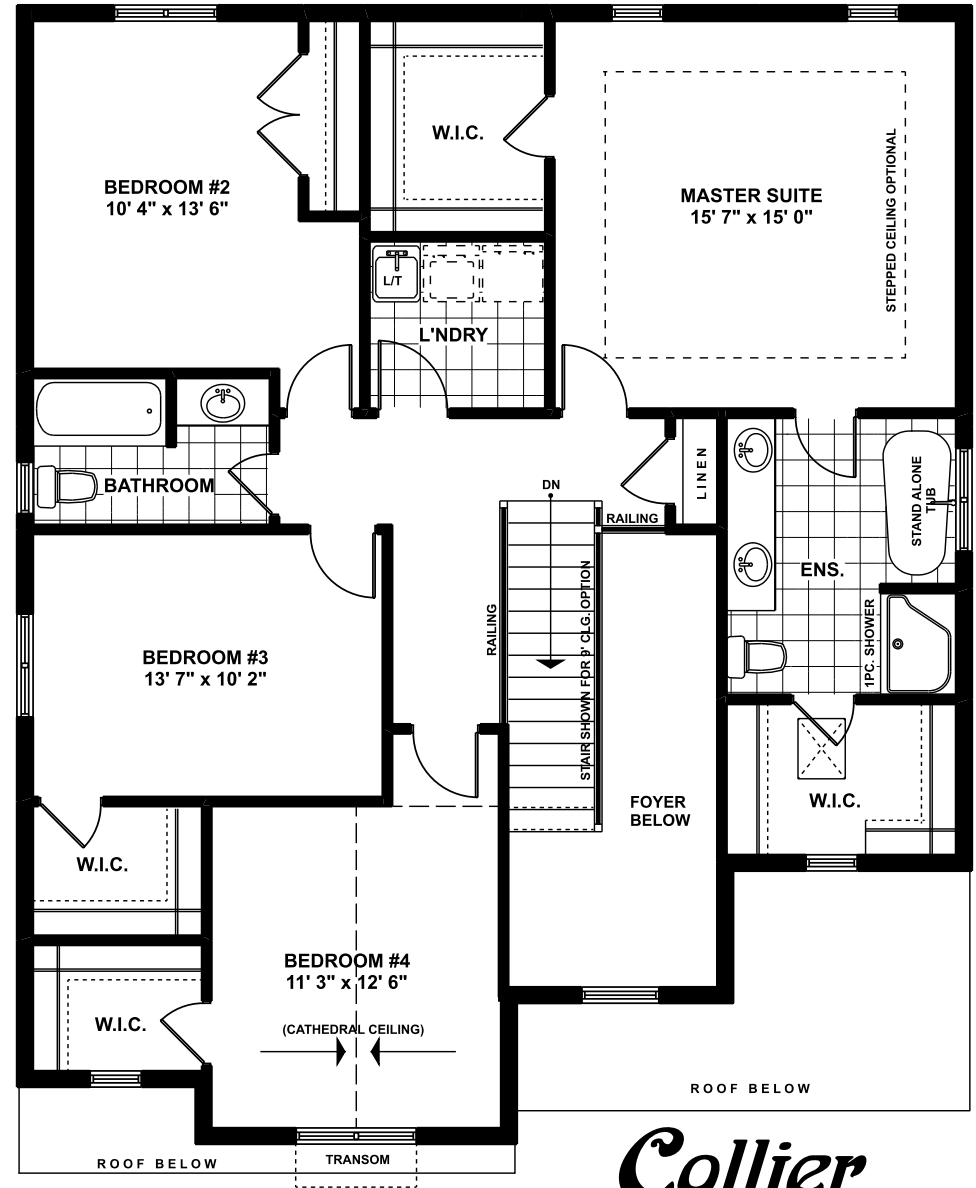 W.I.C.
BEDROOM #2
10' 4" x 13' 6"
MASTER SUITE
15' 7" x 15' 0"
STEPPED CEILING OPTIONAL
L/T
L'NDRY
BATHROOM
LINEN
DN
RAILING
STAND ALONE
TUB
ENS.
RAILING
STAIR SHOWN FOR 9' CLG. OPTION
1PC. SHOWER
BEDROOM #3
13' 7" x 10' 2"
FOYER
BELOW
W.I.C.
W.I.C.
BEDROOM #4
11' 3" x 12' 6"
W.I.C.
(CATHEDRAL CEILING)
ROOF BELOW
ROOF BELOW
TRANSOM
Collier